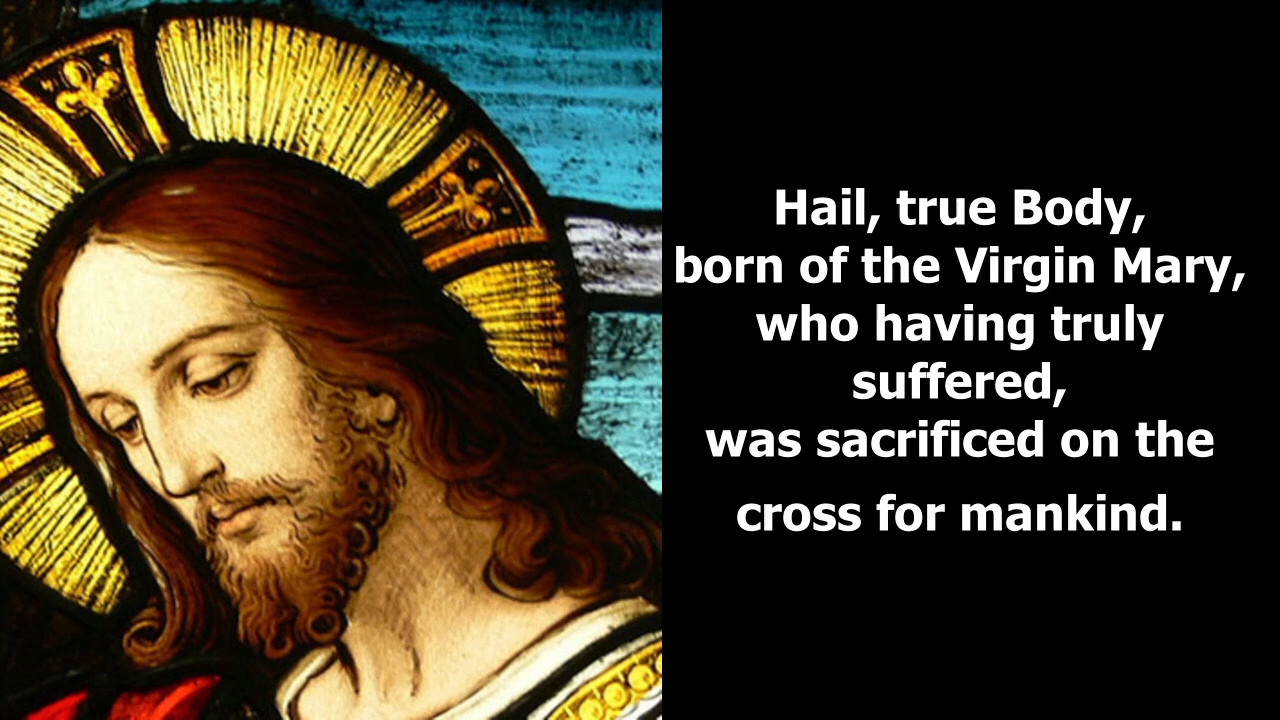 Hail, true Body,
born of the Virgin Mary,
who having truly
suffered,
was sacrificed on the
cross for mankind.